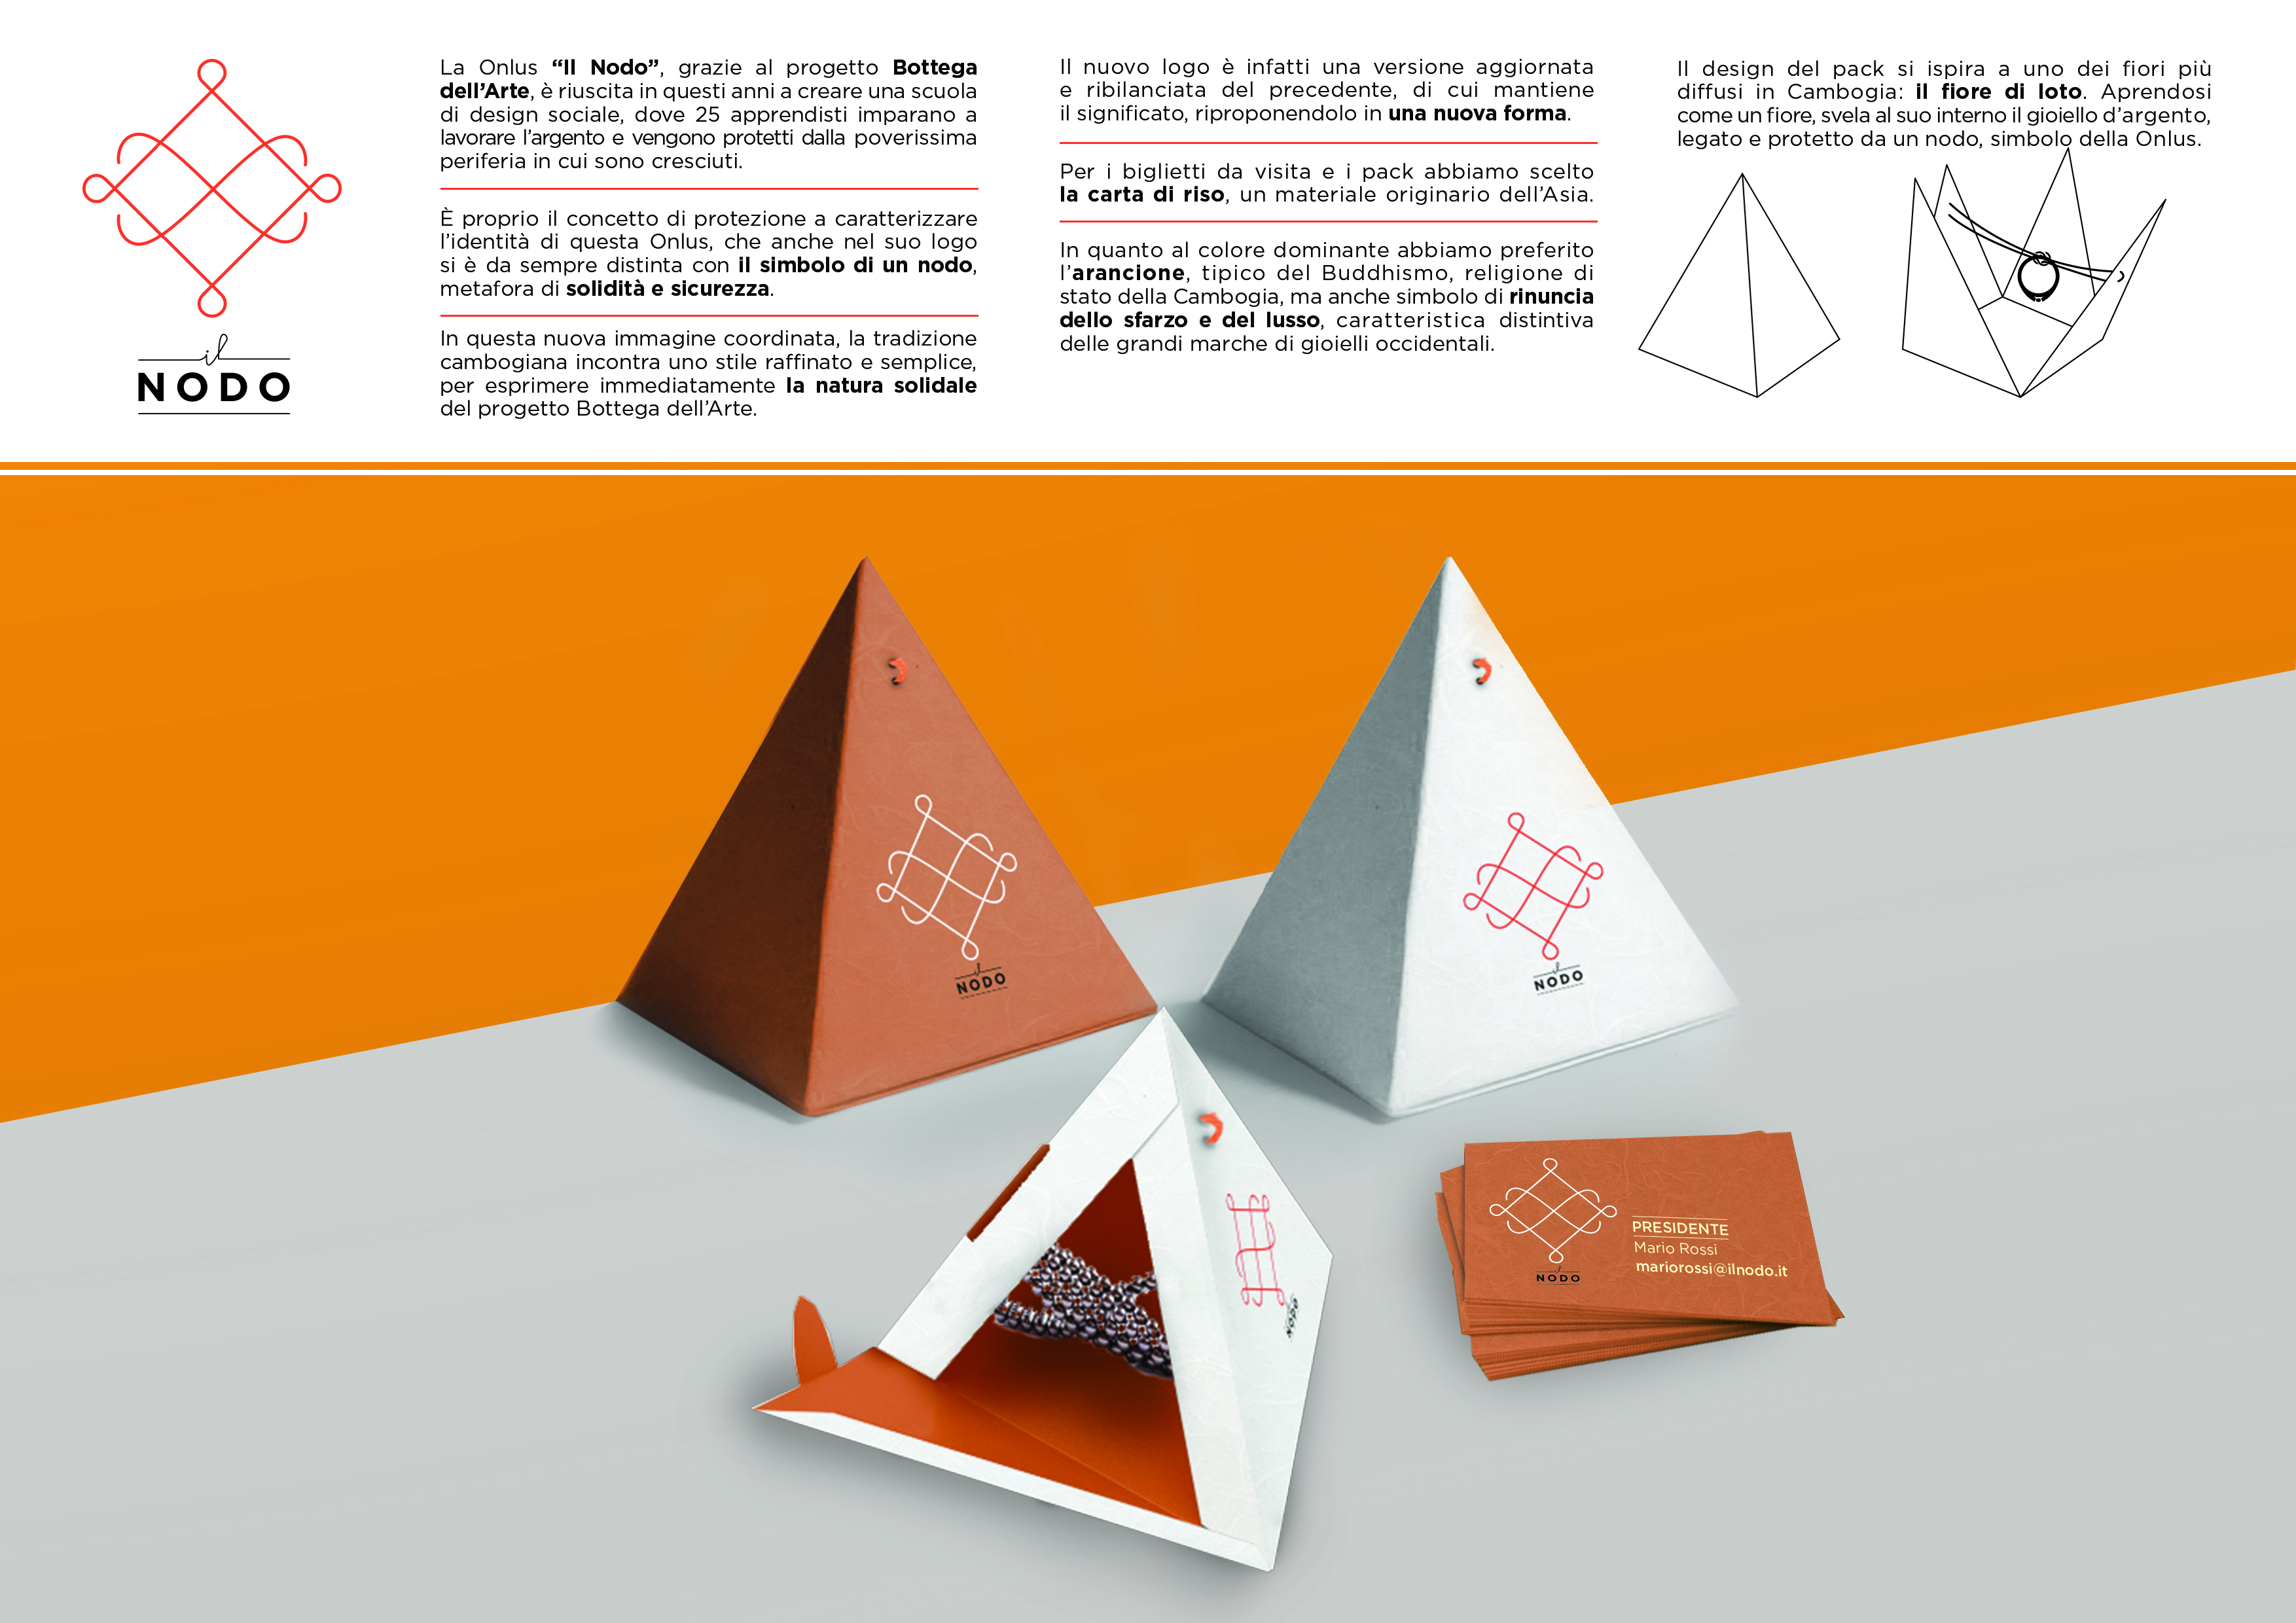 il
NODO
La Onlus “Il Nodo”, grazie al progetto Bottega
dell’Arte, è riuscita in questi anni a creare una scuola
di design sociale, dove 25 apprendisti imparano a
lavorare l’argento e vengono protetti dalla poverissima
periferia in cui sono cresciuti.
È proprio il concetto di protezione a caratterizzare
l’identità di questa Onlus, che anche nel suo logo
si è da sempre distinta con il simbolo di un nodo,
metafora di solidità e sicurezza.
In questa nuova immagine coordinata, la tradizione
cambogiana incontra uno stile raffinato e semplice,
per esprimere immediatamente la natura solidale
del progetto Bottega dell’Arte.
Il nuovo logo è infatti una versione aggiornata
e ribilanciata del precedente, di cui mantiene
il significato, riproponendolo in una nuova forma.
Per i biglietti da visita e i pack abbiamo scelto
la carta di riso, un materiale originario dell’Asia.
In quanto al colore dominante abbiamo preferito
l’arancione, tipico del Buddhismo, religione di
stato della Cambogia, ma anche simbolo di rinuncia
dello sfarzo e del lusso, caratteristica distintiva
delle grandi marche di gioielli occidentali.
Il design del pack si ispira a uno dei fiori più
diffusi in Cambogia: il fiore di loto. Aprendosi
come un fiore, svela al suo interno il gioiello d’argento,
legato e protetto da un nodo, simbolo della Onlus.
il
NODO
il
NODO
NODO
PRESIDENTE
Mario Rossi
mariorossi@ilnodo.it
il
NODO